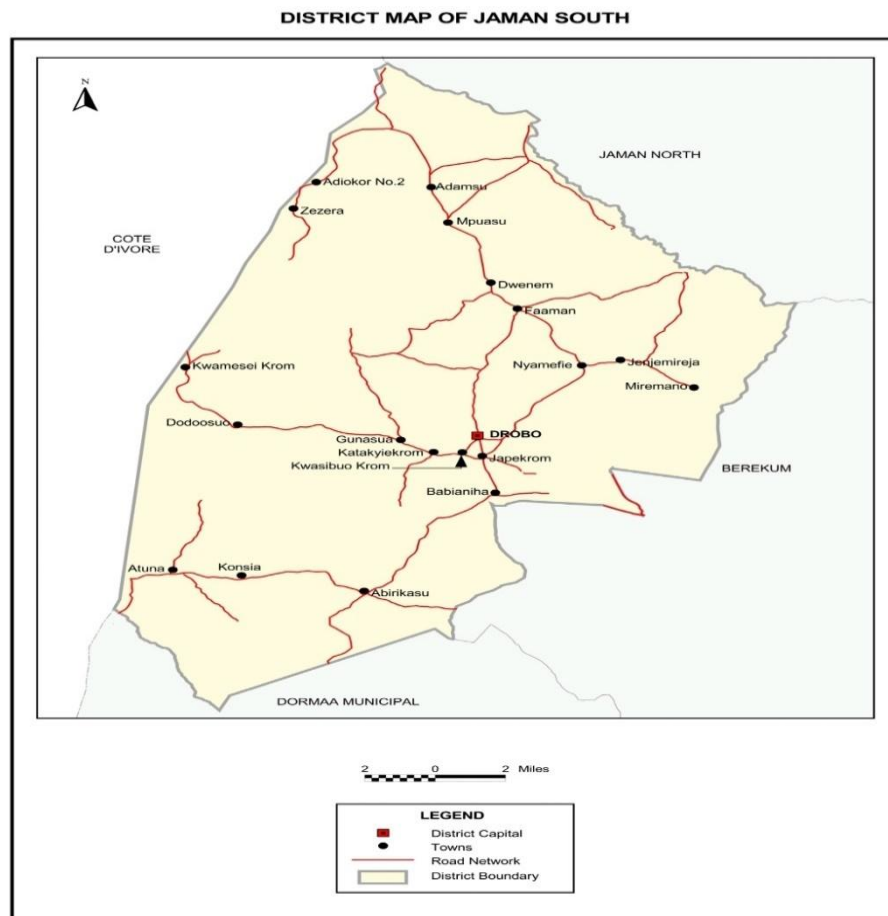 DISTRICT MAP OF JAMAN SOUTH
N
JAMAN NORTH
Adiokor No.2
Adamsu
Zezera
Mpuasu
COTE
D'IVORE
Dwenem
Faaman
Kwamesei Krom
Nyamefie
Jenjemireja
Miremano
Dodoosuo
DROBO
Gunasua
Katakyiekrom
Japekrom
Kwasibuo Krom
BEREKUM
Babianiha
Atuna
Konsia
Abirikasu
DORMAA MUNICIPAL
2 0 2 Miles
LEGEND
District Capital
Towns
Road Network
District Boundary